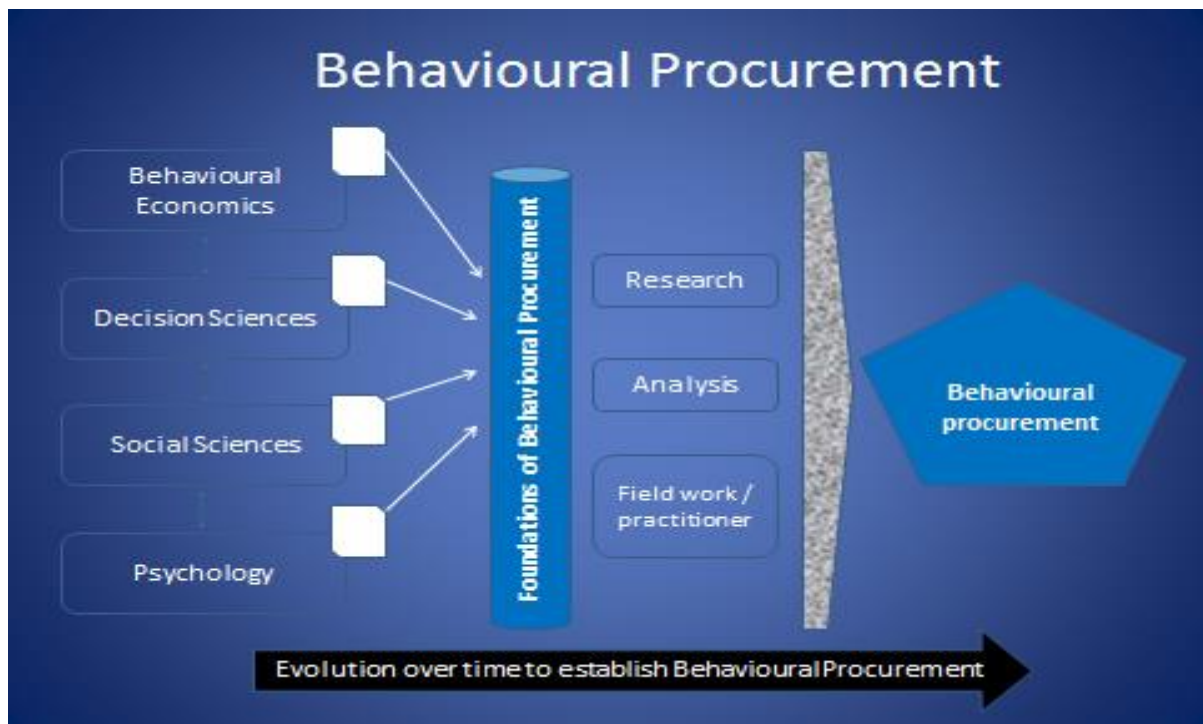 Behavioural Procurement
Behavioural
Economics
Decision Sciences
Social Sciences
Psychology
Foundations of Behavioural Procurement
Research
Analysis
Field work /
practitioner
Behavioural
procurement
Evolution over time to establish Behavioural Procurement